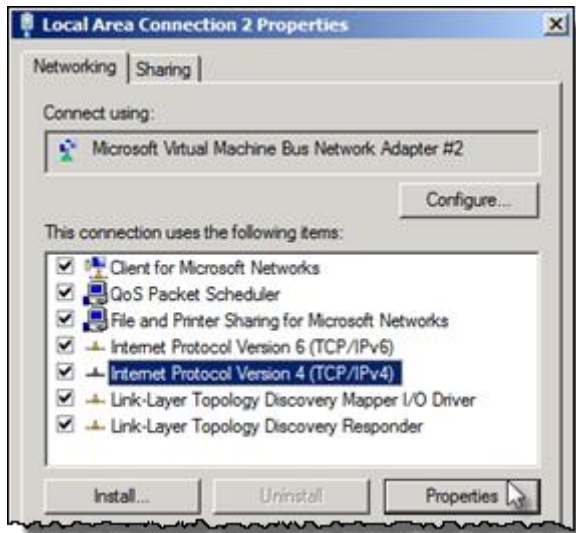 Local Area Connection 2 Properties
Networking
Sharing
Connect using:
Microsoft Virtual Machine Bus Network Adapter #2
Configure...
This connection uses the following items:
Client for Microsoft Networks
QoS Packet Scheduler
File and Printer Sharing for Microsoft Networks
Internet Protocol Version 6 (TCP/IPv6)
Internet Protocol Version 4 (TCP/IPv4)
Link-Layer Topology Discovery Mapper I/O Driver
Link-Layer Topology Discovery Responder
Install...
Uninstall
Properties